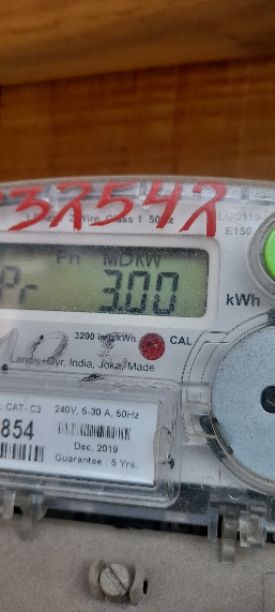 37547
Wire, Class 1 50Hz
E150
Ph MDkW
Pr 3.00
kWh
3200 imp/kWh CAL
Landis+Gyr, India, Joka, Made
CAT- C3 240V, 5-30 A, 50Hz
854
Dec, 2019
Guarantee : 5 Yrs.